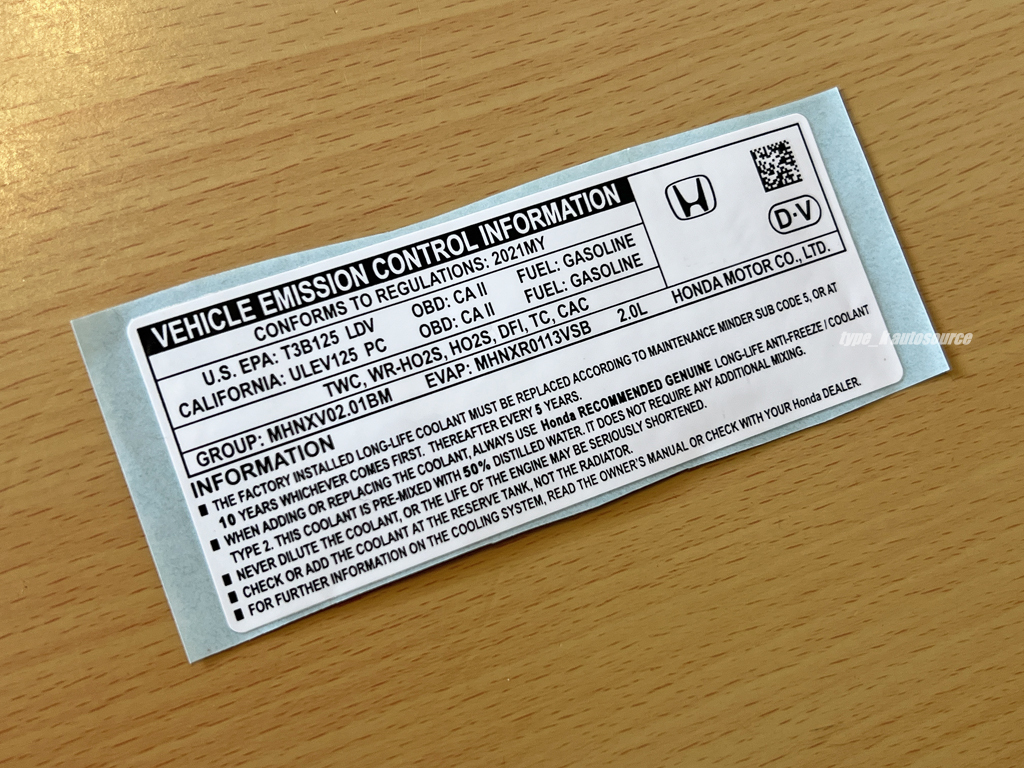 VEHICLE EMISSION CONTROL INFORMATION
CONFORMS TO REGULATIONS: 2021MY
U.S. EPA: T3B125 LDV OBD: CA II FUEL: GASOLINE
CALIFORNIA: ULEV125 PC OBD: CA II FUEL: GASOLINE
TWC, WR-HO2S, HO2S, DFI, TC, CAC
GROUP: MHNXV02.01BM EVAP: MHNXR0113VSB 2.0L
D·V
HONDA MOTOR CO., LTD.
INFORMATION
■ THE FACTORY INSTALLED LONG-LIFE COOLANT MUST BE REPLACED ACCORDING TO MAINTENANCE MINDER SUB CODE 5, OR AT
10 YEARS WHICHEVER COMES FIRST. THEREAFTER EVERY 5 YEARS.
■ WHEN ADDING OR REPLACING THE COOLANT, ALWAYS USE Honda RECOMMENDED GENUINE LONG-LIFE ANTI-FREEZE / COOLANT
TYPE 2. THIS COOLANT IS PRE-MIXED WITH 50% DISTILLED WATER. IT DOES NOT REQUIRE ANY ADDITIONAL MIXING.
■ NEVER DILUTE THE COOLANT, OR THE LIFE OF THE ENGINE MAY BE SERIOUSLY SHORTENED.
■ CHECK OR ADD THE COOLANT AT THE RESERVE TANK, NOT THE RADIATOR.
■ FOR FURTHER INFORMATION ON THE COOLING SYSTEM, READ THE OWNER'S MANUAL OR CHECK WITH YOUR Honda DEALER.
type_k autosource